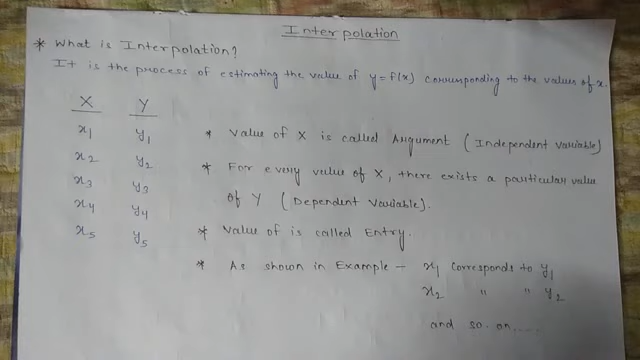 Interpolation
* What is Interpolation?
It is the process of estimating the value of y=f(x) corresponding to the values of x.
X Y
x1 y1
* Value of X is called Argument (Independent Variable)
x2 y2
* For every value of X, there exists a particular value
x3 y3
of Y (Dependent Variable).
x4 y4
x5 y5
* Value of is called Entry.
* As shown in Example - x1 corresponds to y1
x2 " " y2
and so on.....